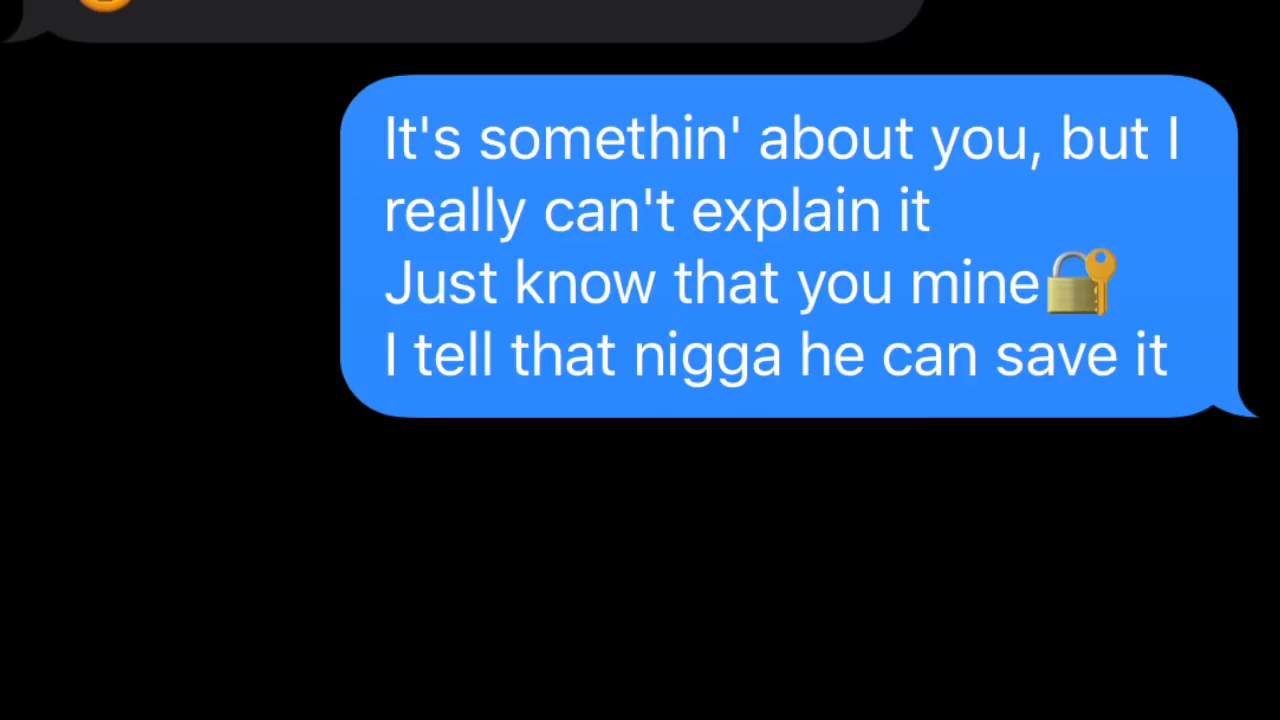 It's somethin' about you, but I
really can't explain it
Just know that you mine🔐
I tell that nigga he can save it